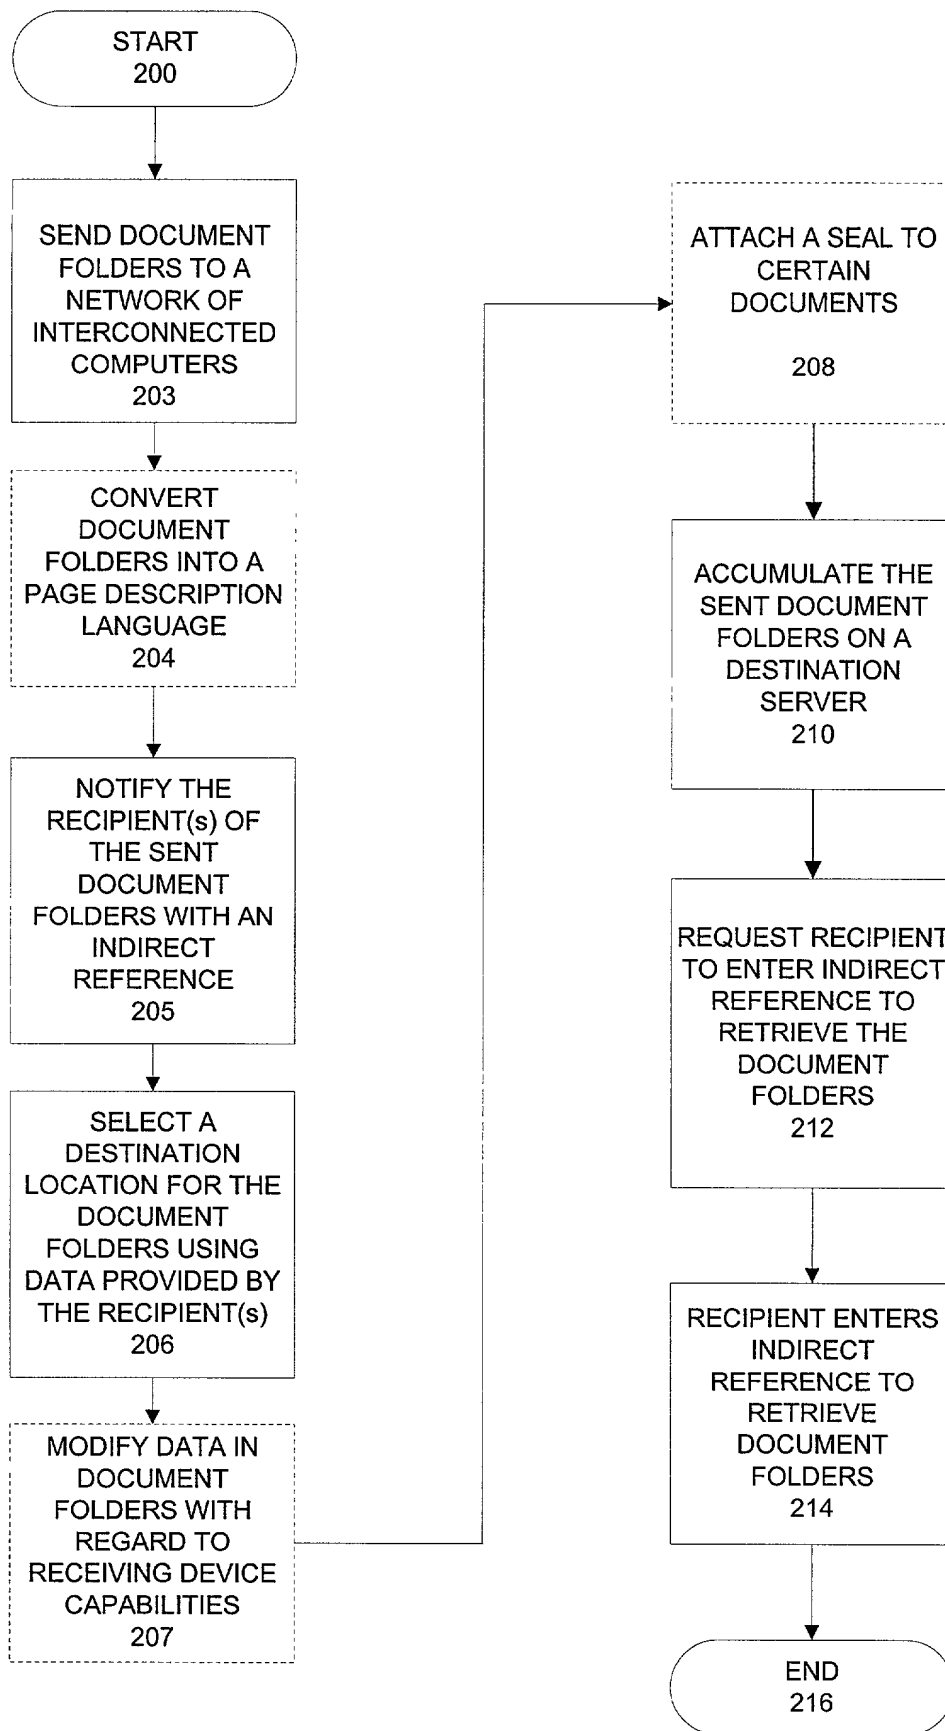 START
200
SEND DOCUMENT
FOLDERS TO A
NETWORK OF
INTERCONNECTED
COMPUTERS
203
CONVERT
DOCUMENT
FOLDERS INTO A
PAGE DESCRIPTION
LANGUAGE
204
NOTIFY THE
RECIPIENT(s) OF
THE SENT
DOCUMENT
FOLDERS WITH AN
INDIRECT
REFERENCE
205
SELECT A
DESTINATION
LOCATION FOR THE
DOCUMENT
FOLDERS USING
DATA PROVIDED BY
THE RECIPIENT(s)
206
MODIFY DATA IN
DOCUMENT
FOLDERS WITH
REGARD TO
RECEIVING DEVICE
CAPABILITIES
207
ATTACH A SEAL TO
CERTAIN
DOCUMENTS
208
ACCUMULATE THE
SENT DOCUMENT
FOLDERS ON A
DESTINATION
SERVER
210
REQUEST RECIPIENT
TO ENTER INDIRECT
REFERENCE TO
RETRIEVE THE
DOCUMENT
FOLDERS
212
RECIPIENT ENTERS
INDIRECT
REFERENCE TO
RETRIEVE
DOCUMENT
FOLDERS
214
END
216